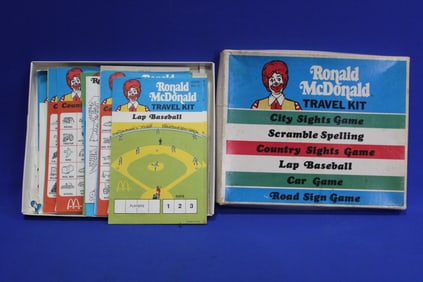 Ronald
McDonald
TRAVEL KIT
Lap Baseball
PLAYERS
1 2 3
Ronald
McDonald
TRAVEL KIT
City Sights Game
Scramble Spelling
Country Sights Game
Lap Baseball
Car Game
Road Sign Game